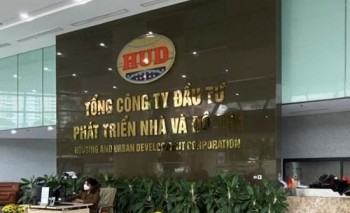 HUD
TỔNG CÔNG TY ĐẦU TƯ
PHÁT TRIỂN NHÀ VÀ ĐÔ
HOUSING AND URBAN CORPORATION